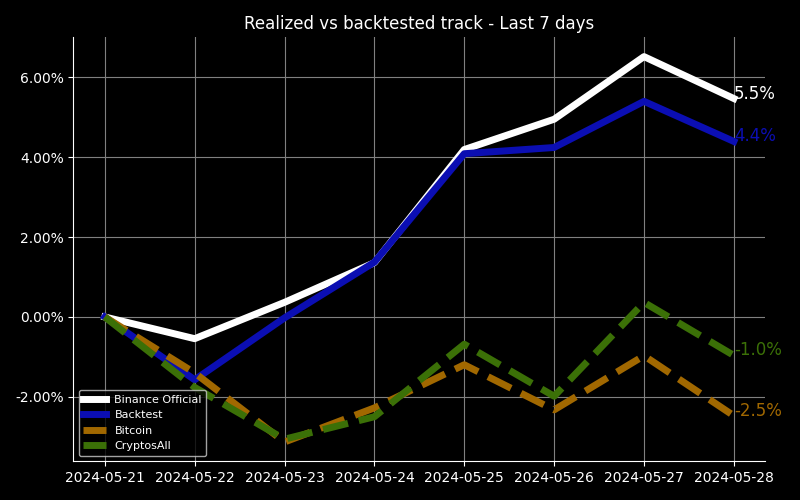 Realized vs backtested track - Last 7 days
6.00%
4.00%
2.00%
0.00%
-2.00%
5.5%
4.4%
-1.0%
-2.5%
Binance Official
Backtest
Bitcoin
CryptosAll
2024-05-21 2024-05-22 2024-05-23 2024-05-24 2024-05-25 2024-05-26 2024-05-27 2024-05-28